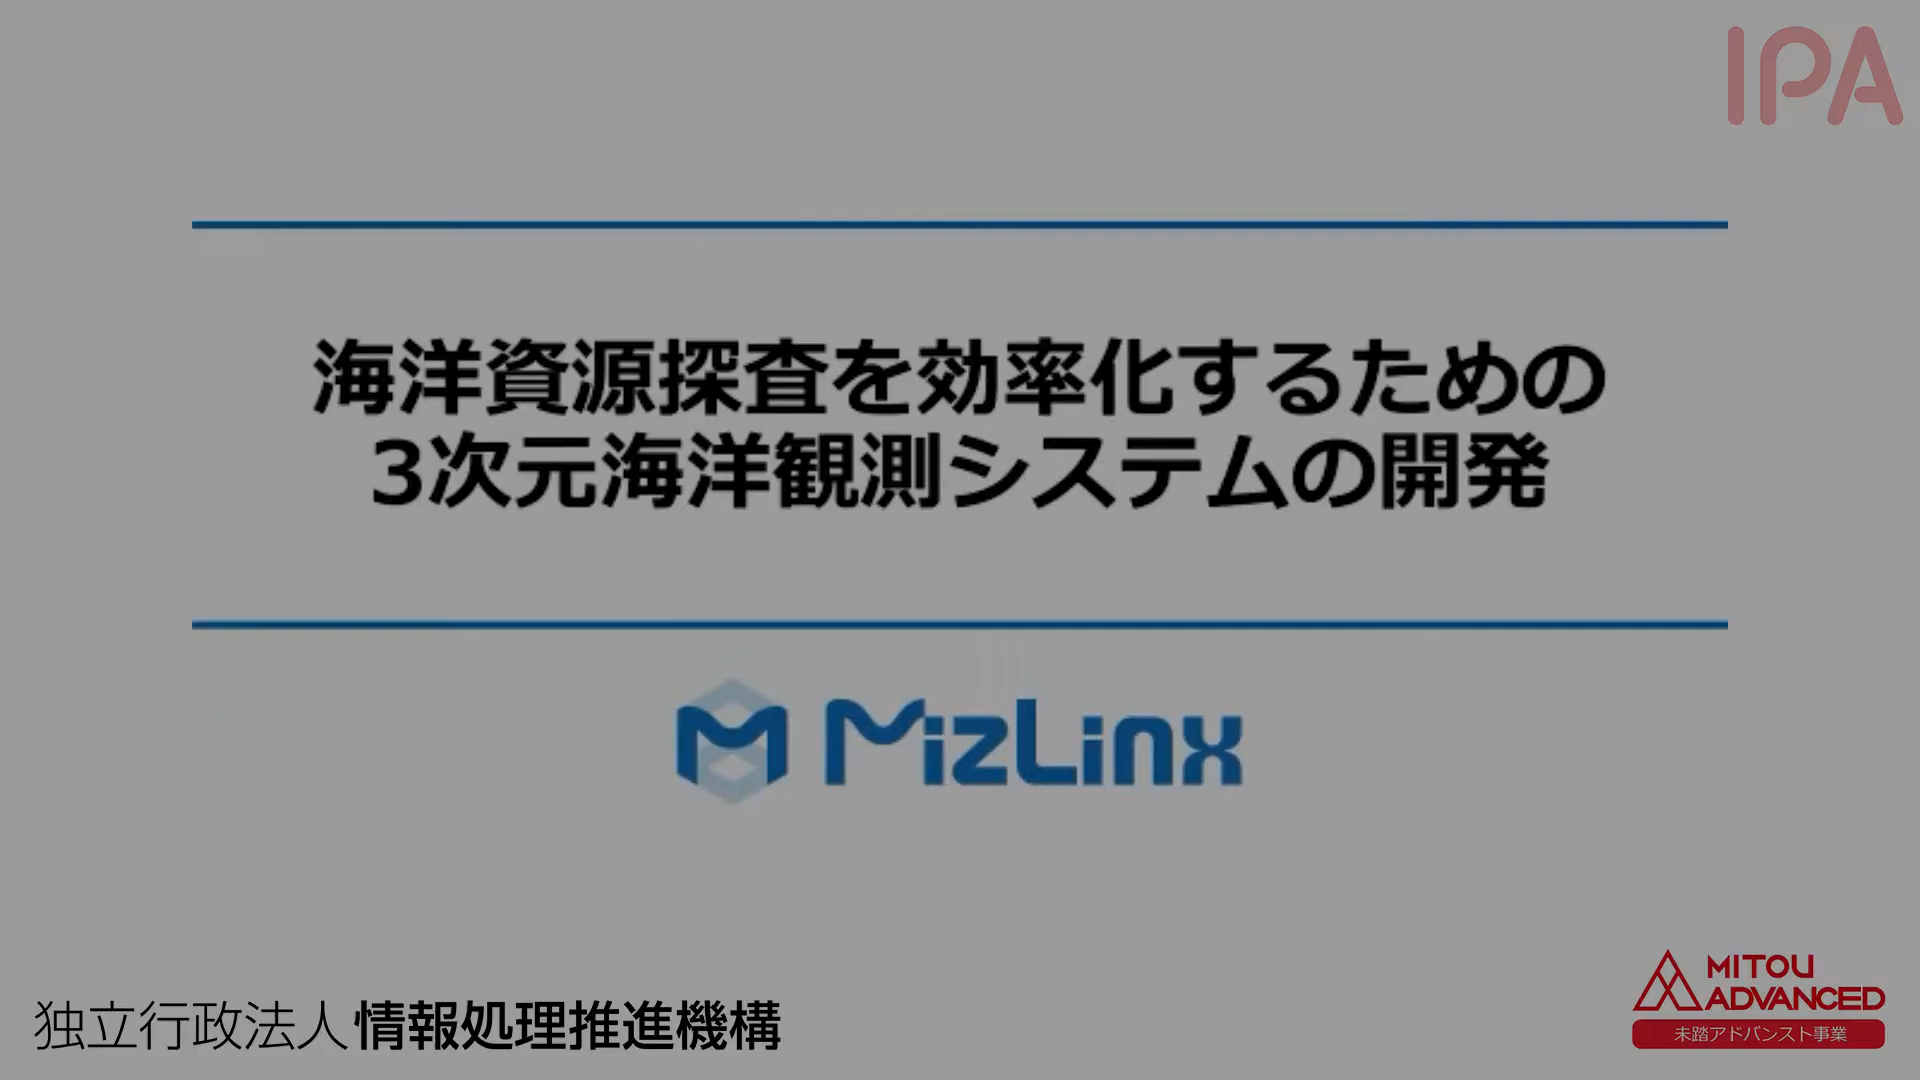 IPA
海洋資源探査を効率化するための
3次元海洋観測システムの開発
MizLinx
独立行政法人情報処理推進機構
MITOU
ADVANCED
未踏アドバンスト事業